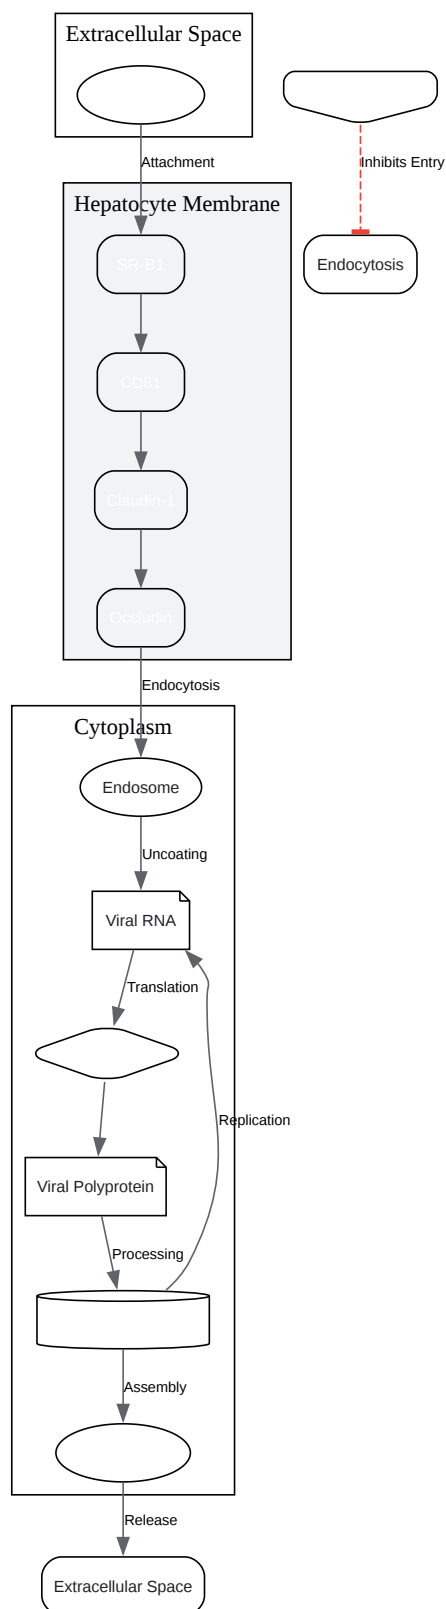 Extracellular Space
Attachment
Inhibits Entry
Hepatocyte Membrane
SR-B1
Endocytosis
CD81
Claudin-1
Occludin
Endocytosis
Cytoplasm
Endosome
Uncoating
Viral RNA
Translation
Replication
Viral Polyprotein
Processing
Assembly
Release
Extracellular Space